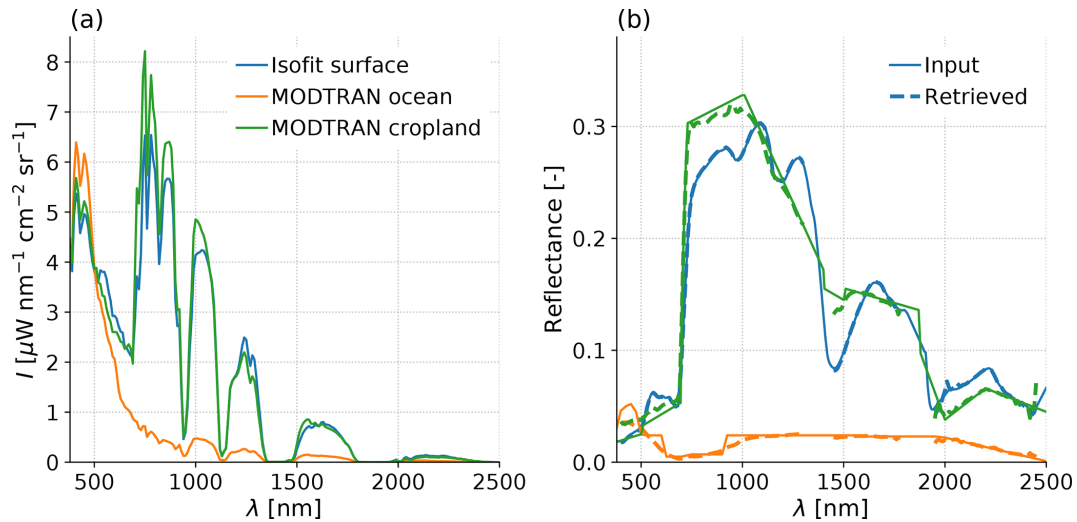 (a)
I [μW nm⁻¹ cm⁻² sr⁻¹]
8
7
6
5
4
3
2
1
0
Isofit surface
MODTRAN ocean
MODTRAN cropland
500 1000 1500 2000 2500
λ [nm]
(b)
Reflectance [-]
0.3
0.2
0.1
0.0
Input
Retrieved
500 1000 1500 2000 2500
λ [nm]